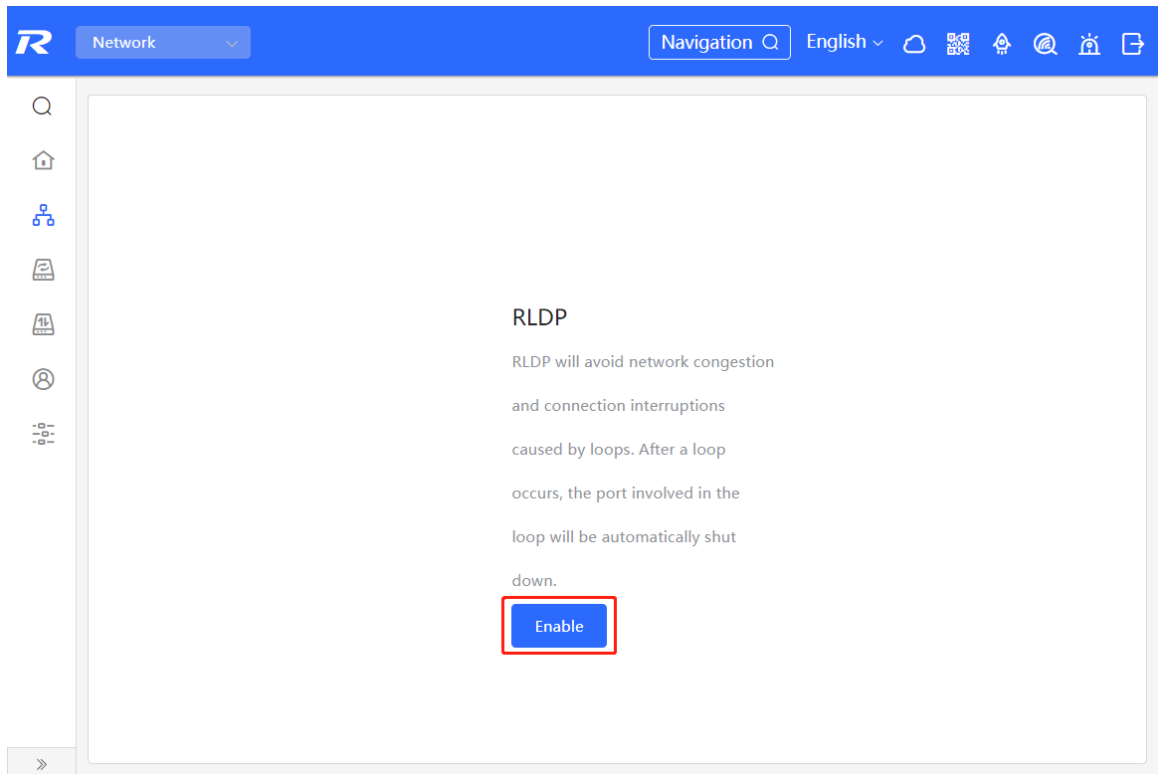 R
Network
Navigation
English
RLDP
RLDP will avoid network congestion
and connection interruptions
caused by loops. After a loop
occurs, the port involved in the
loop will be automatically shut
down.
Enable